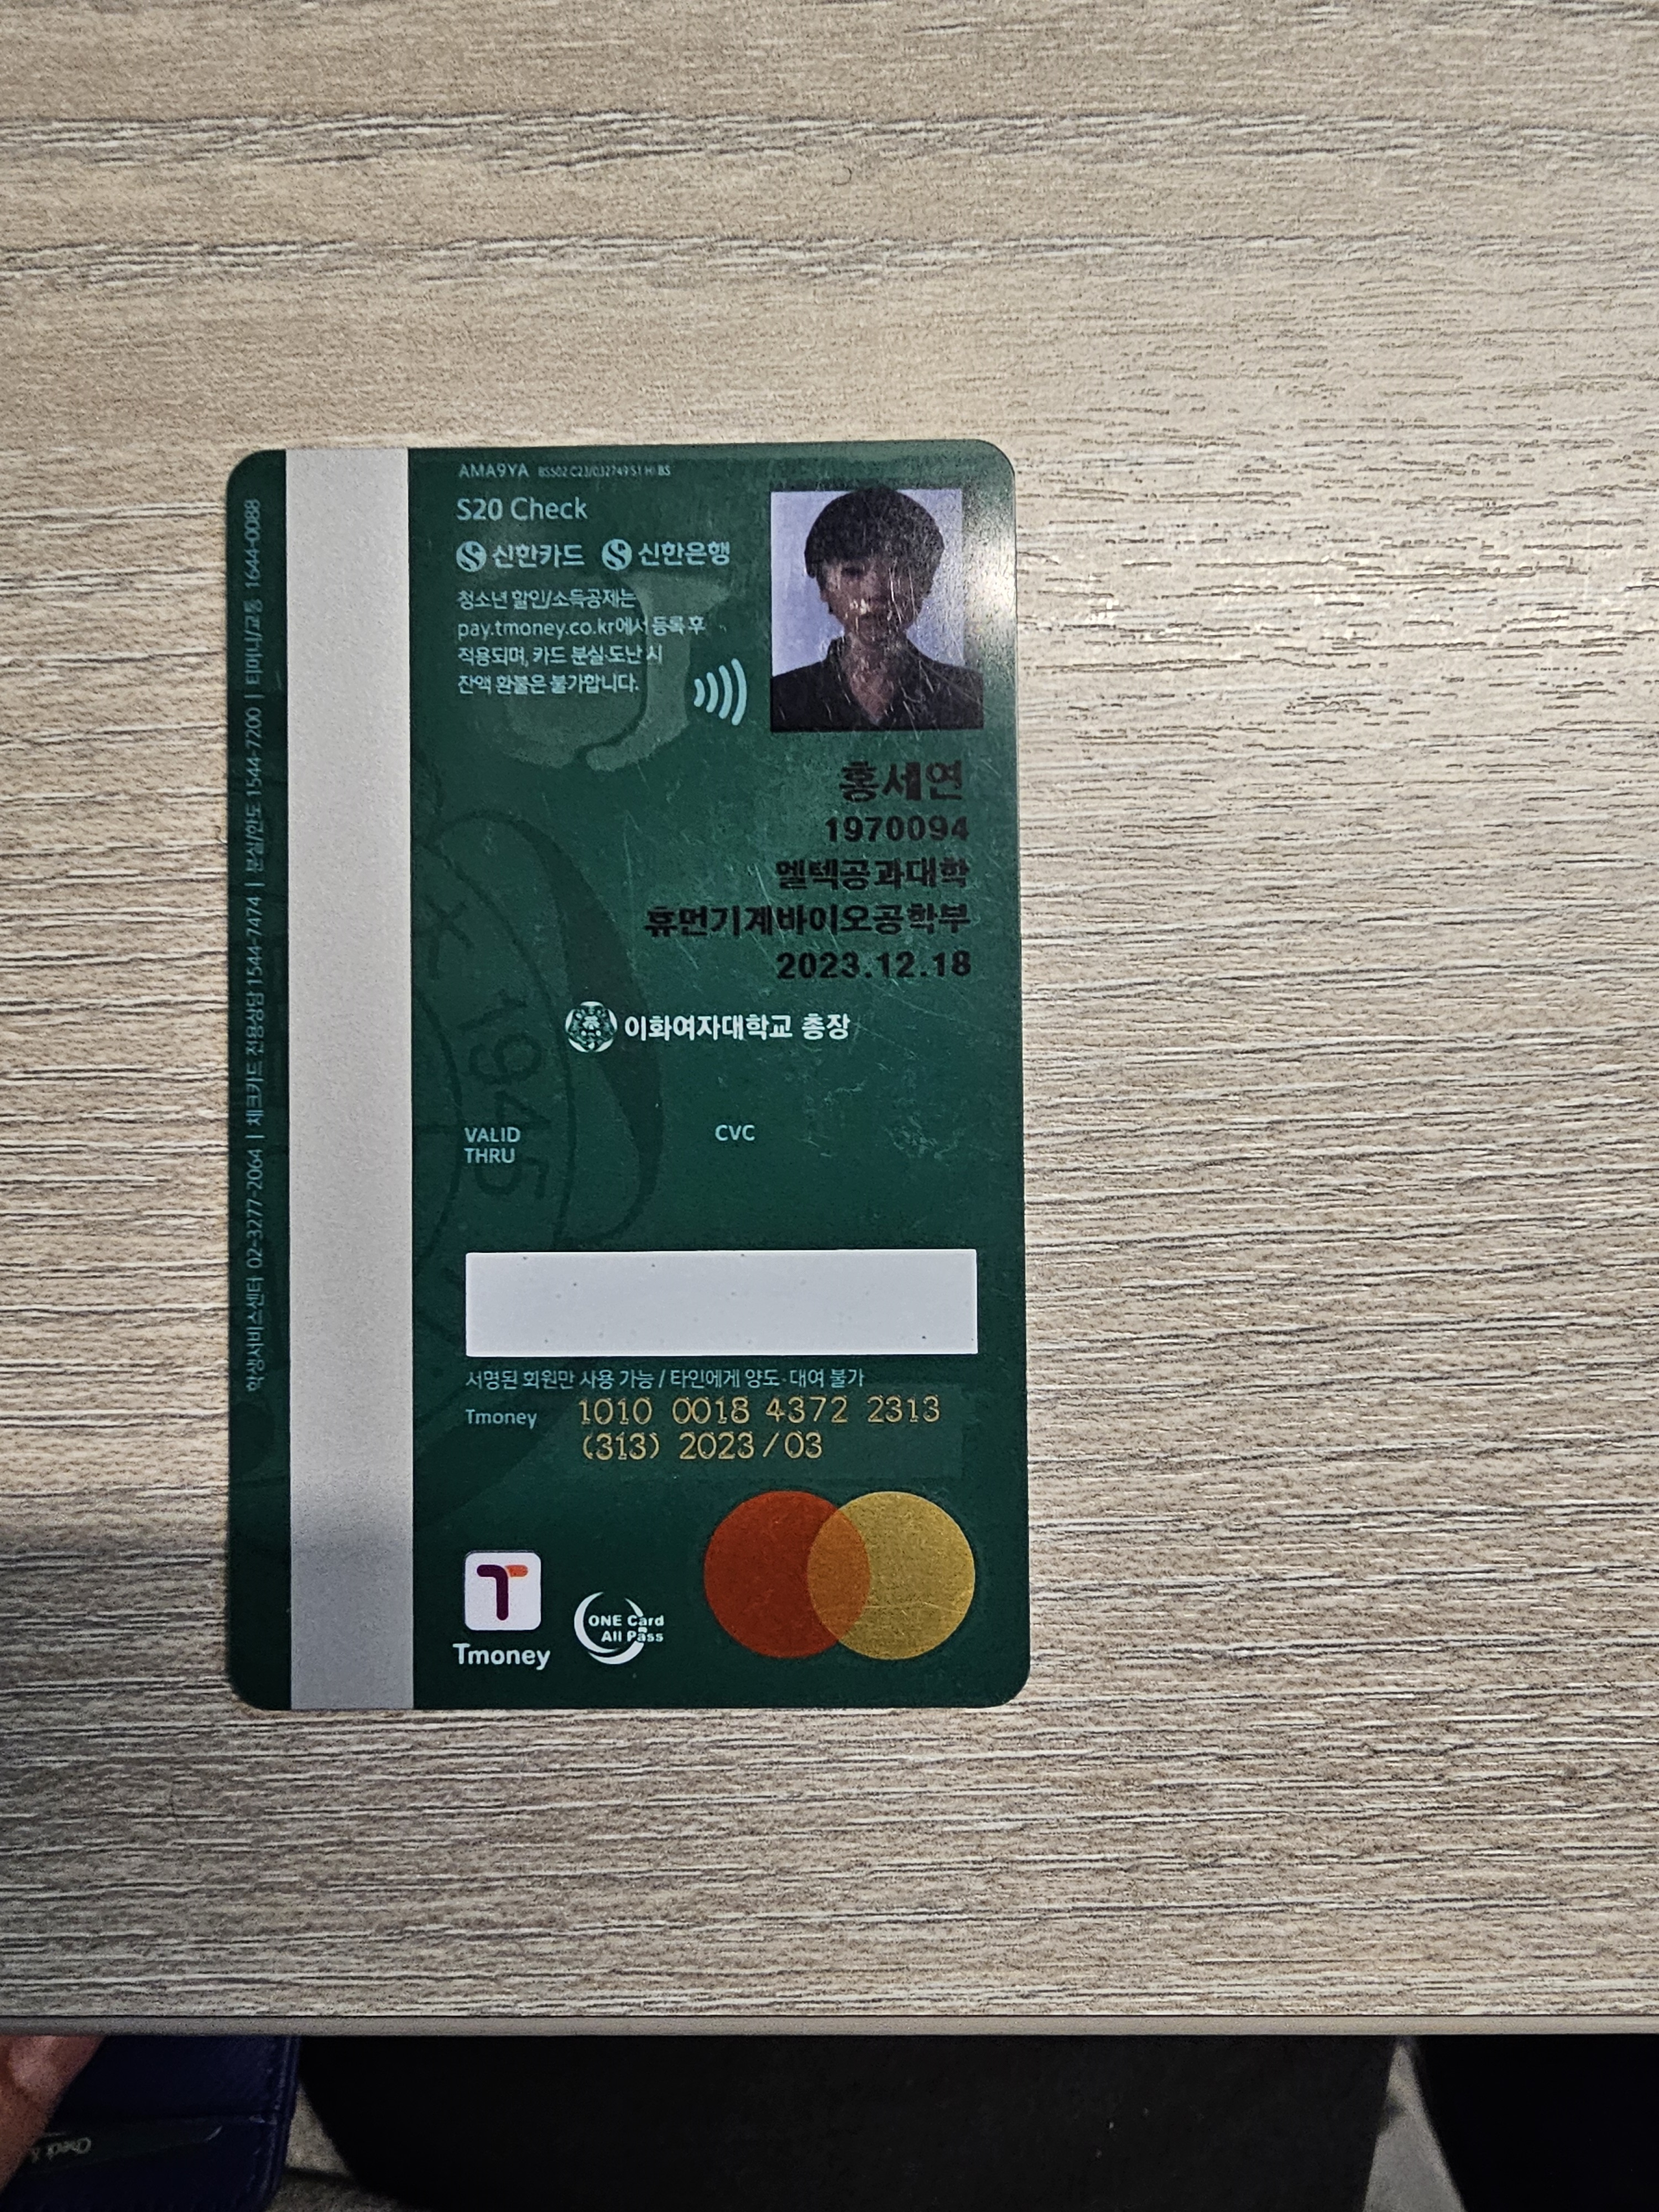 AMA9YA
S20 Check
신한카드 신한은행
청소년 할인/소득공제는
pay.tmoney.co.kr에서 등록 후
적용되며, 카드 분실·도난 시
잔액 환불은 불가합니다.
홍세연
1970094
엘텍공과대학
휴먼기계바이오공학부
2023.12.18
이화여자대학교 총장
1945
VALID
THRU
CVC
서명된 회원만 사용 가능 / 타인에게 양도·대여 불가
Tmoney 1010 0018 4372 2313
(313) 2023/03
Tmoney
ONE Card
All Pass
학생서비스센터 02-3277-2064 | 체크카드 전용상담 1544-7474 | 분실/한도 1544-7200 | 티머니/교통 1644-0088